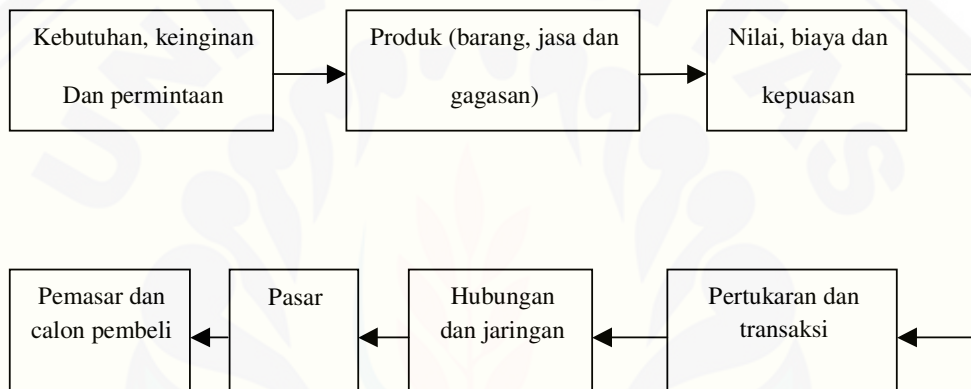 Kebutuhan, keinginan
Dan permintaan
Produk (barang, jasa dan
gagasan)
Nilai, biaya dan
kepuasan
Pemasar dan
calon pembeli
Pasar
Hubungan
dan jaringan
Pertukaran dan
transaksi